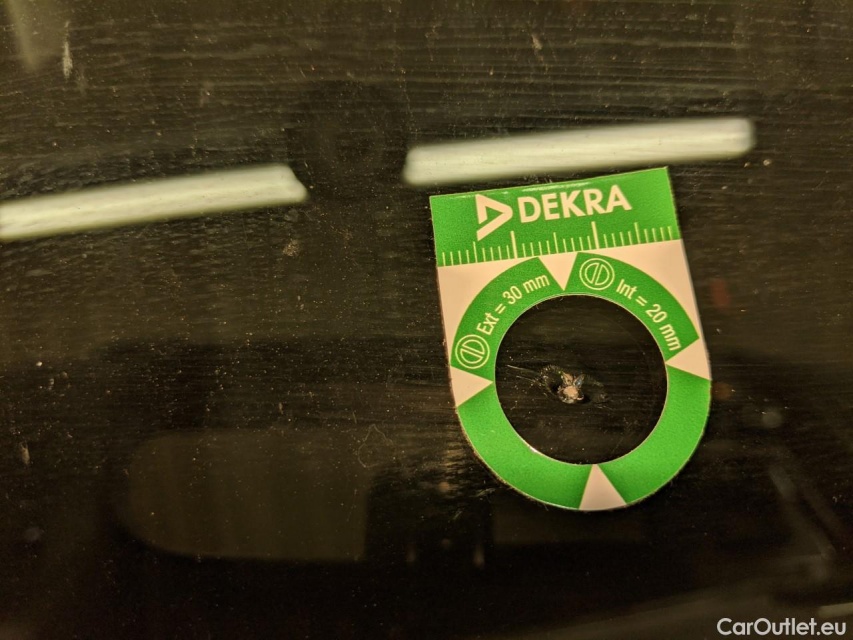 DEKRA
Ext = 30 mm
Int = 20 mm
CarOutlet.eu